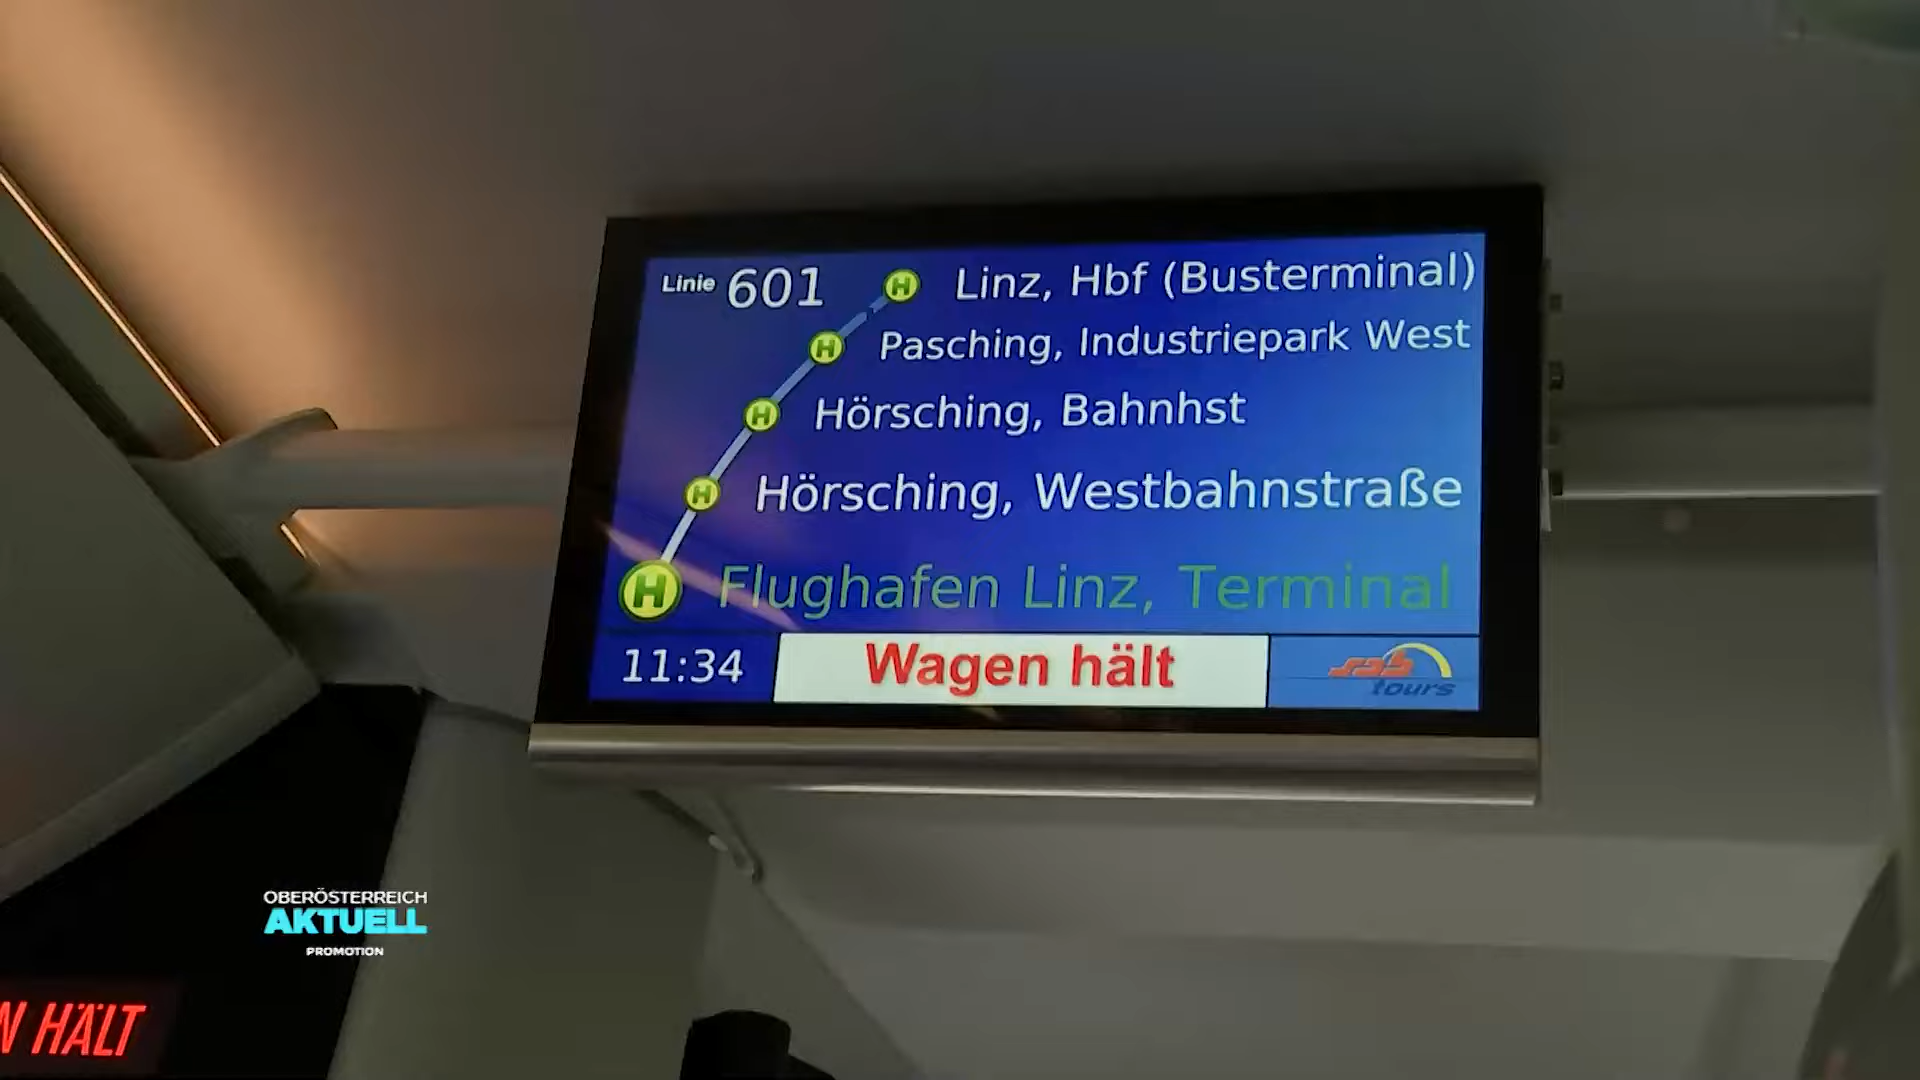 Linie 601
Linz, Hbf (Busterminal)
Pasching, Industriepark West
Hörsching, Bahnhst
Hörsching, Westbahnstraße
H Flughafen Linz, Terminal
11:34
Wagen hält
sab
tours
OBERÖSTERREICH
AKTUELL
PROMOTION
N HÄLT